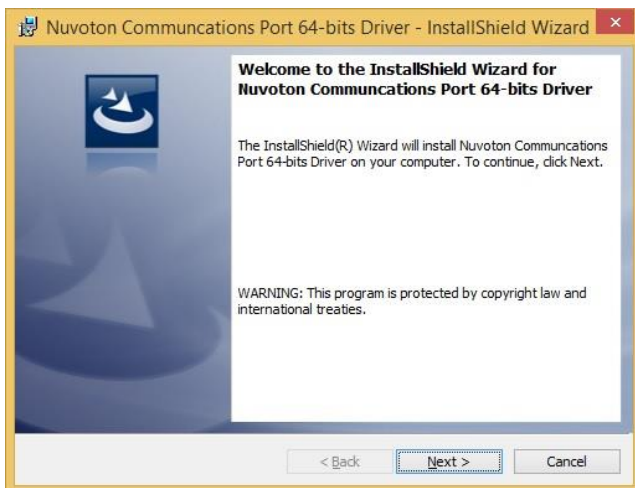 Nuvoton Communcations Port 64-bits Driver - InstallShield Wizard
Welcome to the InstallShield Wizard for
Nuvoton Communcations Port 64-bits Driver
The InstallShield(R) Wizard will install Nuvoton Communcations
Port 64-bits Driver on your computer. To continue, click Next.
WARNING: This program is protected by copyright law and
international treaties.
< Back Next > Cancel